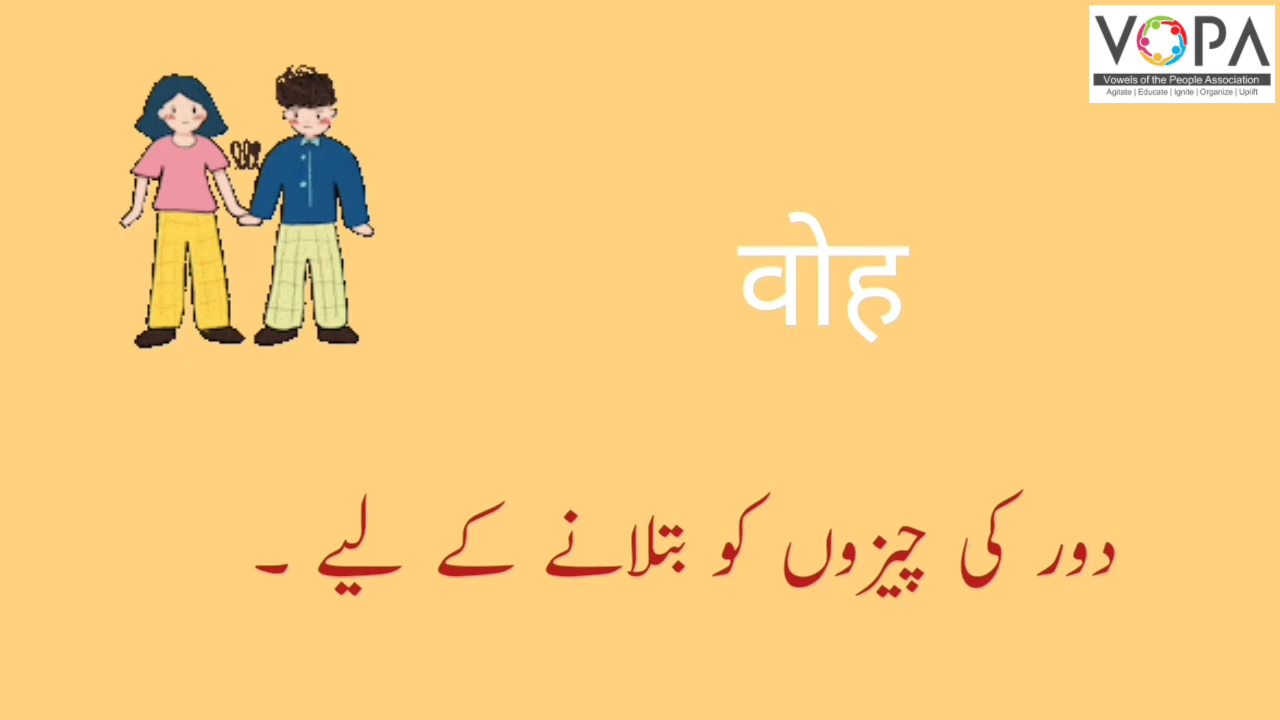 VOPA
Vowels of the People Association
Agitate | Educate | Ignite | Organize | Uplift
वोह
دور کی چیزوں کو بتلانے کے لیے ۔